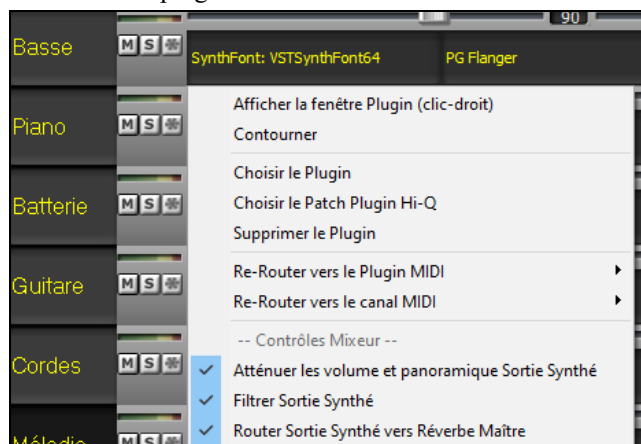 90
Basse
M S
SynthFont: VSTSynthFont64 PG Flanger
Afficher la fenêtre Plugin (clic-droit)
Piano M S
Contourner
Choisir le Plugin
Batterie M S
Choisir le Patch Plugin Hi-Q
Supprimer le Plugin
Re-Router vers le Plugin MIDI
Guitare M S
Re-Router vers le canal MIDI
-- Contrôles Mixeur --
Cordes M S
Atténuer les volume et panoramique Sortie Synthé
Filtrer Sortie Synthé
Router Sortie Synthé vers Réverbe Maître
Mélodie M S